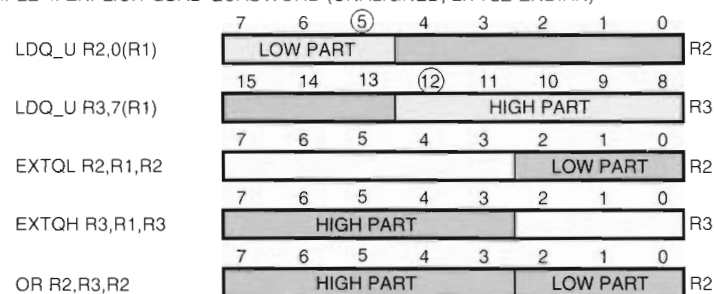 7 6 5 4 3 2 1 0
LDQ_U R2,0(R1) LOW PART R2
15 14 13 12 11 10 9 8
LDQ_U R3,7(R1) HIGH PART R3
7 6 5 4 3 2 1 0
EXTQL R2,R1,R2 LOW PART R2
7 6 5 4 3 2 1 0
EXTQH R3,R1,R3 HIGH PART R3
7 6 5 4 3 2 1 0
OR R2,R3,R2 HIGH PART LOW PART R2